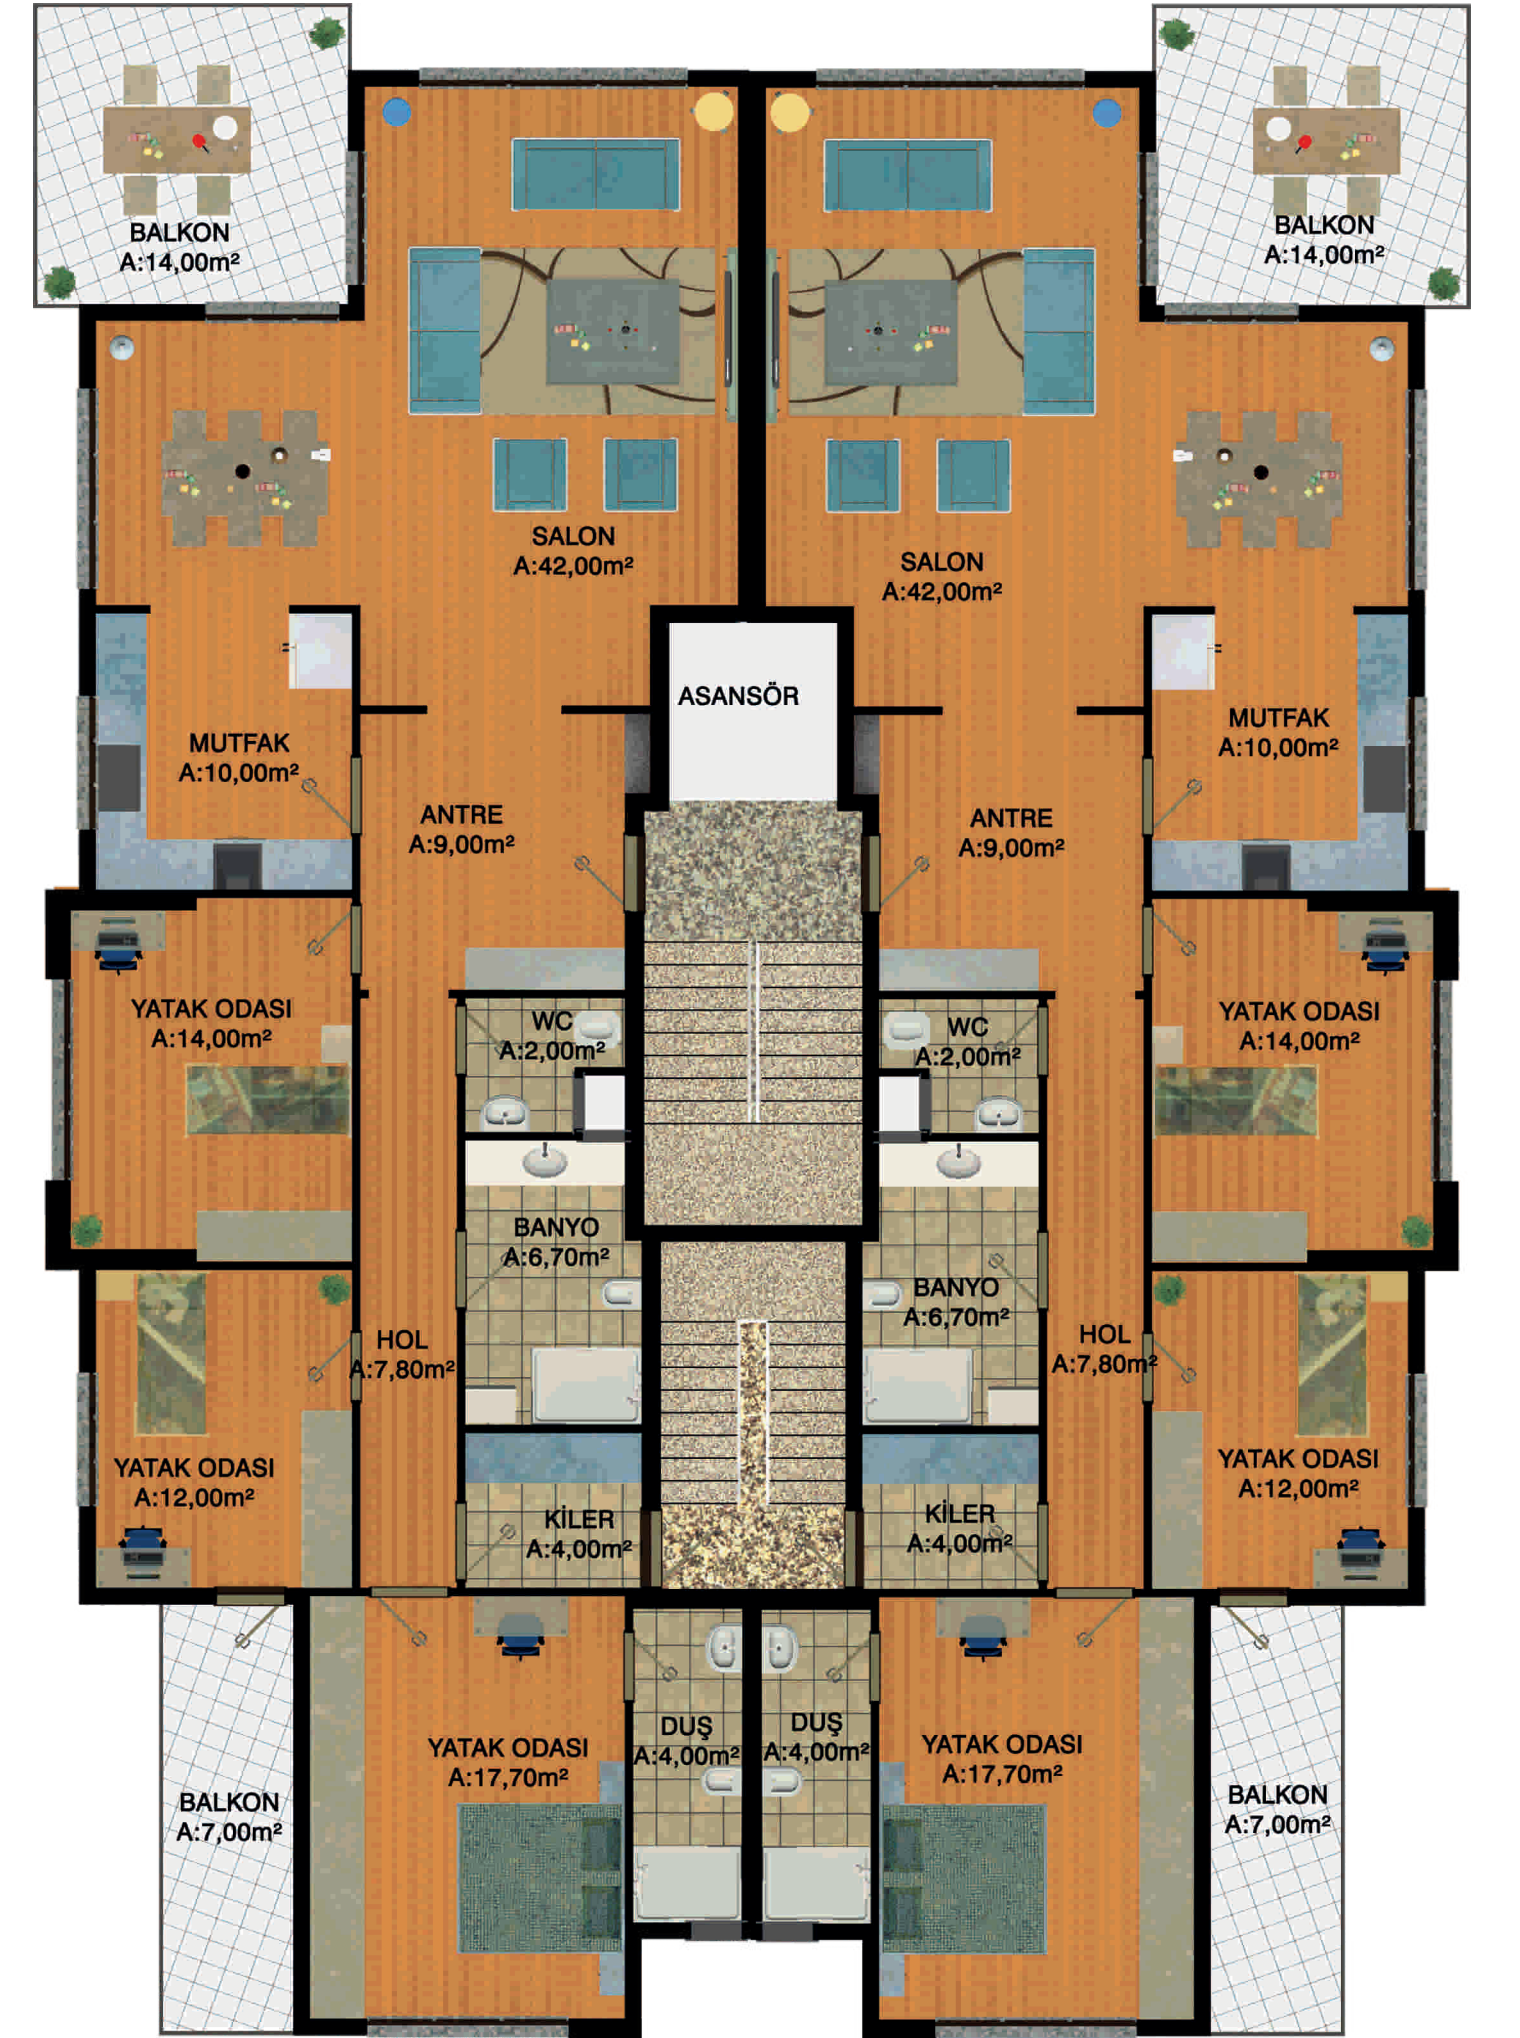 BALKON
A:14,00m²
BALKON
A:14,00m²
SALON
A:42,00m²
SALON
A:42,00m²
ASANSÖR
MUTFAK
A:10,00m²
MUTFAK
A:10,00m²
ANTRE
A:9,00m²
ANTRE
A:9,00m²
YATAK ODASI
A:14,00m²
WC
A:2,00m²
WC
A:2,00m²
YATAK ODASI
A:14,00m²
BANYO
A:6,70m²
BANYO
A:6,70m²
HOL
A:7,80m²
HOL
A:7,80m²
YATAK ODASI
A:12,00m²
KİLER
A:4,00m²
KİLER
A:4,00m²
YATAK ODASI
A:12,00m²
YATAK ODASI
A:17,70m²
DUŞ
A:4,00m²
DUŞ
A:4,00m²
YATAK ODASI
A:17,70m²
BALKON
A:7,00m²
BALKON
A:7,00m²